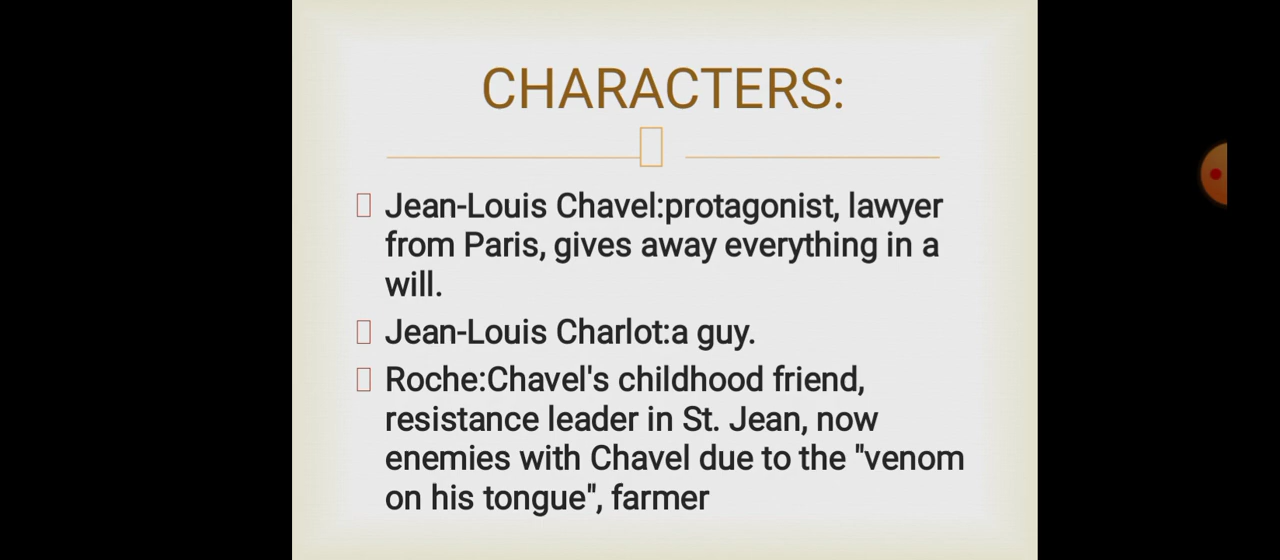 CHARACTERS:
Jean-Louis Chavel:protagonist, lawyer
from Paris, gives away everything in a
will.
Jean-Louis Charlot:a guy.
Roche:Chavel's childhood friend,
resistance leader in St. Jean, now
enemies with Chavel due to the "venom
on his tongue", farmer